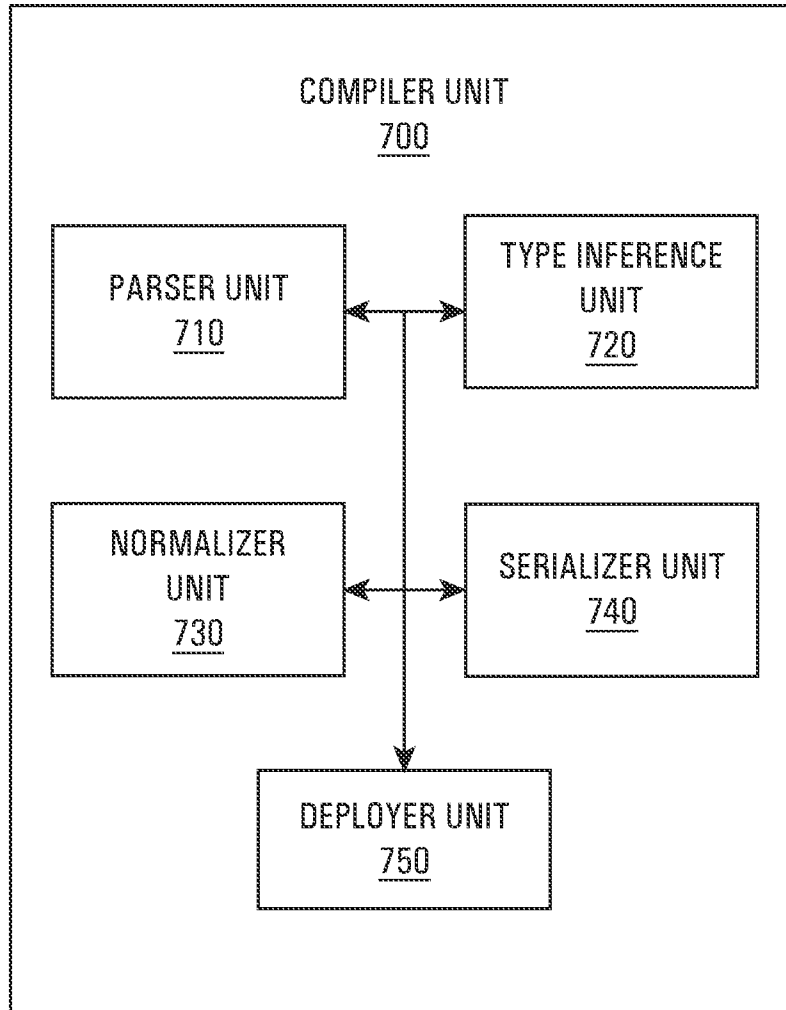 COMPILER UNIT
700
PARSER UNIT
710
TYPE INFERENCE
UNIT
720
NORMALIZER
UNIT
730
SERIALIZER UNIT
740
DEPLOYER UNIT
750